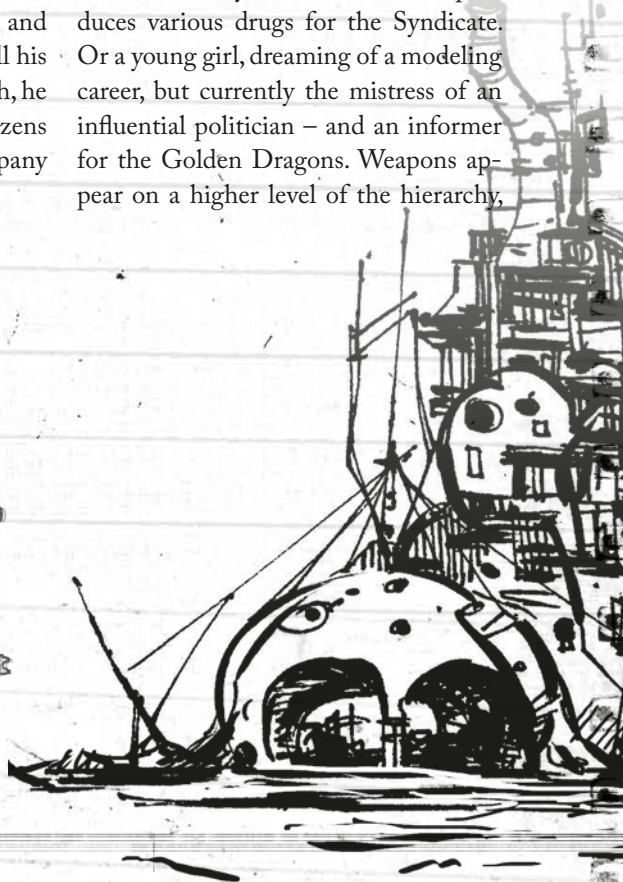 and
ll his
h, he
zens
pany
duces various drugs for the Syndicate.
Or a young girl, dreaming of a modeling
career, but currently the mistress of an
influential politician – and an informer
for the Golden Dragons. Weapons ap-
pear on a higher level of the hierarchy,